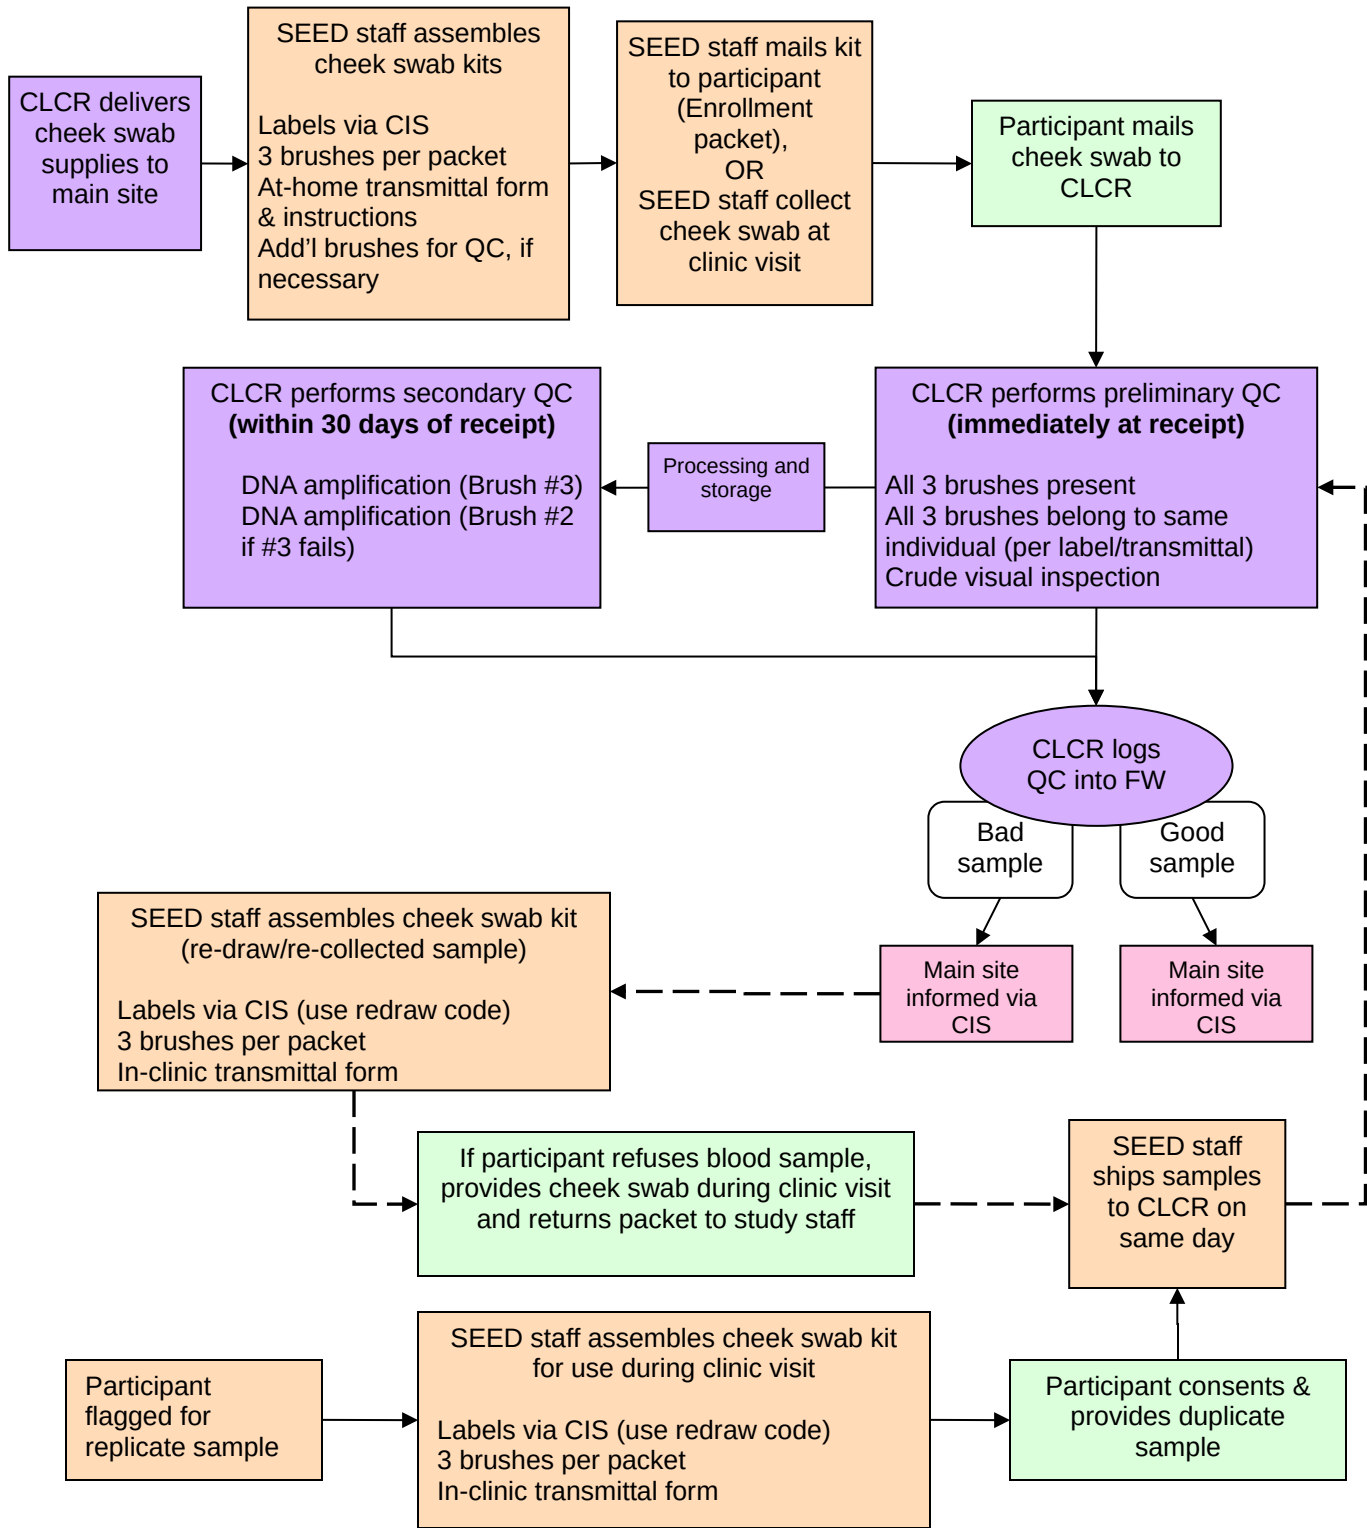 CLCR delivers
cheek swab
supplies to
main site
SEED staff assembles
cheek swab kits
Labels via CIS
3 brushes per packet
At-home transmittal form
& instructions
Add’l brushes for QC, if
necessary
SEED staff mails kit
to participant
(Enrollment
packet),
OR
SEED staff collect
cheek swab at
clinic visit
Participant mails
cheek swab to
CLCR
CLCR performs secondary QC
(within 30 days of receipt)
DNA amplification (Brush #3)
DNA amplification (Brush #2
if #3 fails)
Processing and
storage
CLCR performs preliminary QC
(immediately at receipt)
All 3 brushes present
All 3 brushes belong to same
individual (per label/transmittal)
Crude visual inspection
CLCR logs
QC into FW
Bad
sample
Good
sample
SEED staff assembles cheek swab kit
(re-draw/re-collected sample)
Labels via CIS (use redraw code)
3 brushes per packet
In-clinic transmittal form
Main site
informed via
CIS
Main site
informed via
CIS
If participant refuses blood sample,
provides cheek swab during clinic visit
and returns packet to study staff
SEED staff
ships samples
to CLCR on
same day
Participant
flagged for
replicate sample
SEED staff assembles cheek swab kit
for use during clinic visit
Labels via CIS (use redraw code)
3 brushes per packet
In-clinic transmittal form
Participant consents &
provides duplicate
sample